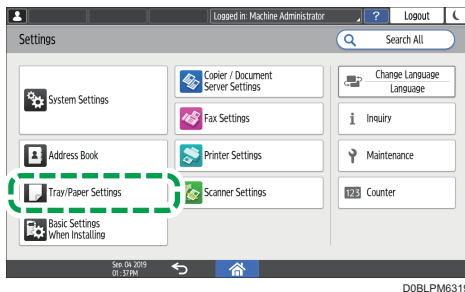 Logged in: Machine Administrator
? Logout
Settings
Search All
System Settings
Copier / Document
Server Settings
Change Language
Language
Fax Settings
i Inquiry
Address Book
Printer Settings
Maintenance
Tray/Paper Settings
Scanner Settings
123 Counter
Basic Settings
When Installing
Sep. 04 2019
01:37PM
D0BLPM6319